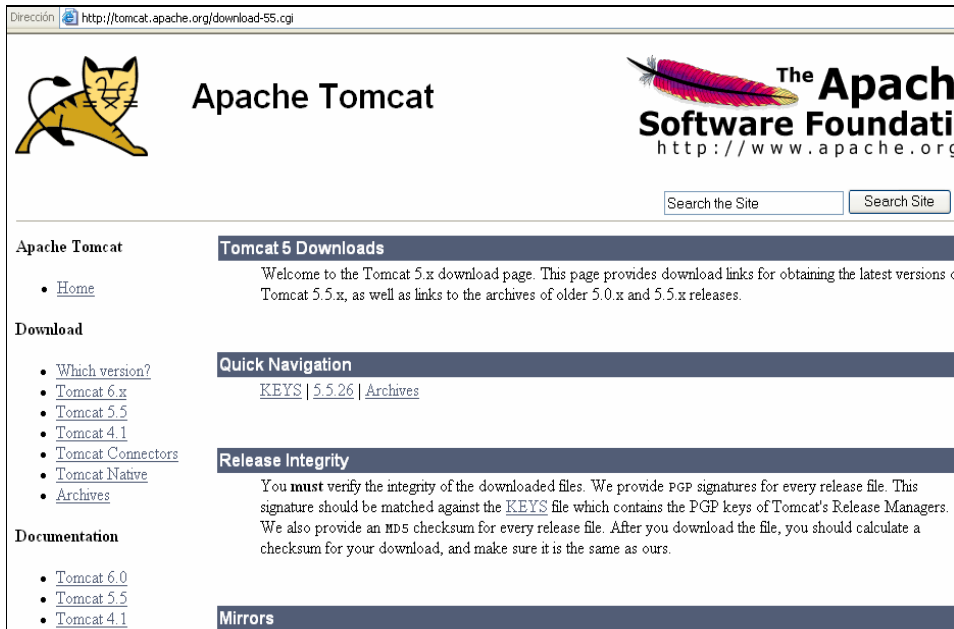 Dirección http://tomcat.apache.org/download-55.cgi
Apache Tomcat
The Apach
Software Foundati
http://www.apache.org
Search the Site Search Site
Apache Tomcat
Home
Download
Which version?
Tomcat 6.x
Tomcat 5.5
Tomcat 4.1
Tomcat Connectors
Tomcat Native
Archives
Documentation
Tomcat 6.0
Tomcat 5.5
Tomcat 4.1
Tomcat 5 Downloads
Welcome to the Tomcat 5.x download page. This page provides download links for obtaining the latest versions
Tomcat 5.5.x, as well as links to the archives of older 5.0.x and 5.5.x releases.
Quick Navigation
KEYS | 5.5.26 | Archives
Release Integrity
You must verify the integrity of the downloaded files. We provide PGP signatures for every release file. This
signature should be matched against the KEYS file which contains the PGP keys of Tomcat's Release Managers.
We also provide an MD5 checksum for every release file. After you download the file, you should calculate a
checksum for your download, and make sure it is the same as ours.
Mirrors